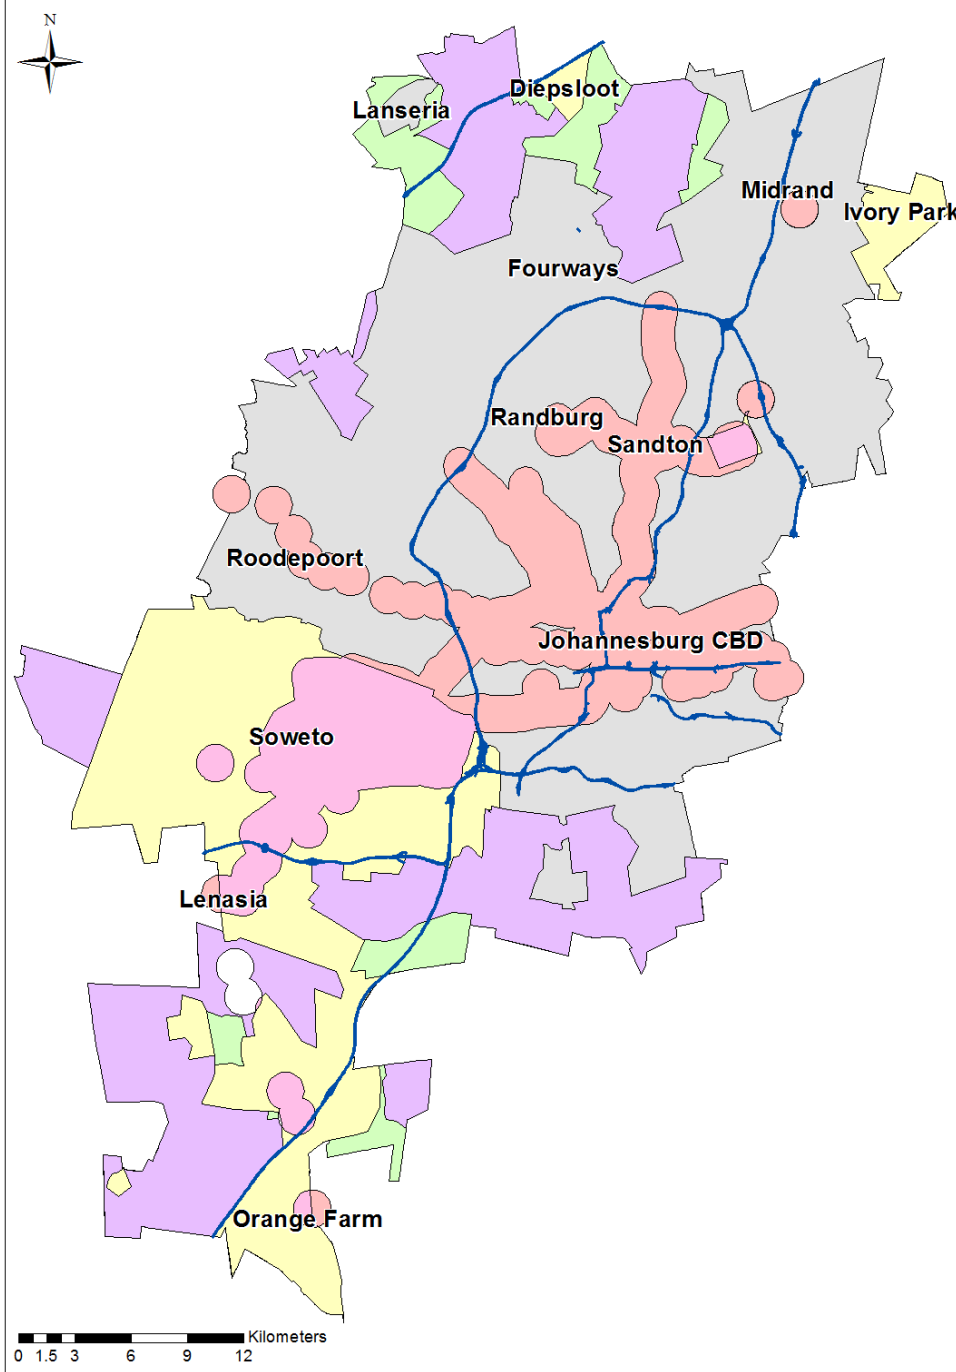 N
Diepsloot
Lanseria
Midrand
Ivory Park
Fourways
Randburg
Sandton
Roodepoort
Johannesburg CBD
Soweto
Lenasia
Orange Farm
Kilometers
0 1.5 3 6 9 12